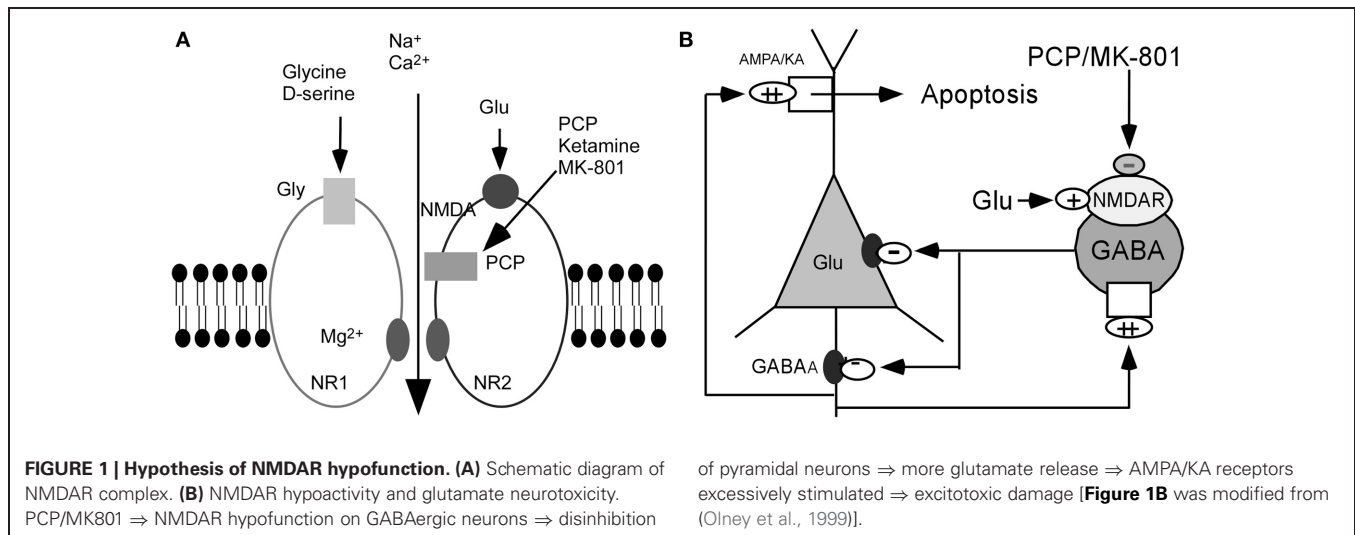 A
Na⁺
Ca²⁺
Glycine
D-serine
Glu
PCP
Ketamine
MK-801
Gly
NMDA
PCP
Mg²⁺
NR1
NR2
B
AMPA/KA
PCP/MK-801
++
Apoptosis
-
Glu
+
NMDAR
GABA
Glu
-
++
GABAA
-
FIGURE 1 | Hypothesis of NMDAR hypofunction. (A) Schematic diagram of
NMDAR complex. (B) NMDAR hypoactivity and glutamate neurotoxicity.
PCP/MK801 ⇒ NMDAR hypofunction on GABAergic neurons ⇒ disinhibition
of pyramidal neurons ⇒ more glutamate release ⇒ AMPA/KA receptors
excessively stimulated ⇒ excitotoxic damage [Figure 1B was modified from
(Olney et al., 1999)].